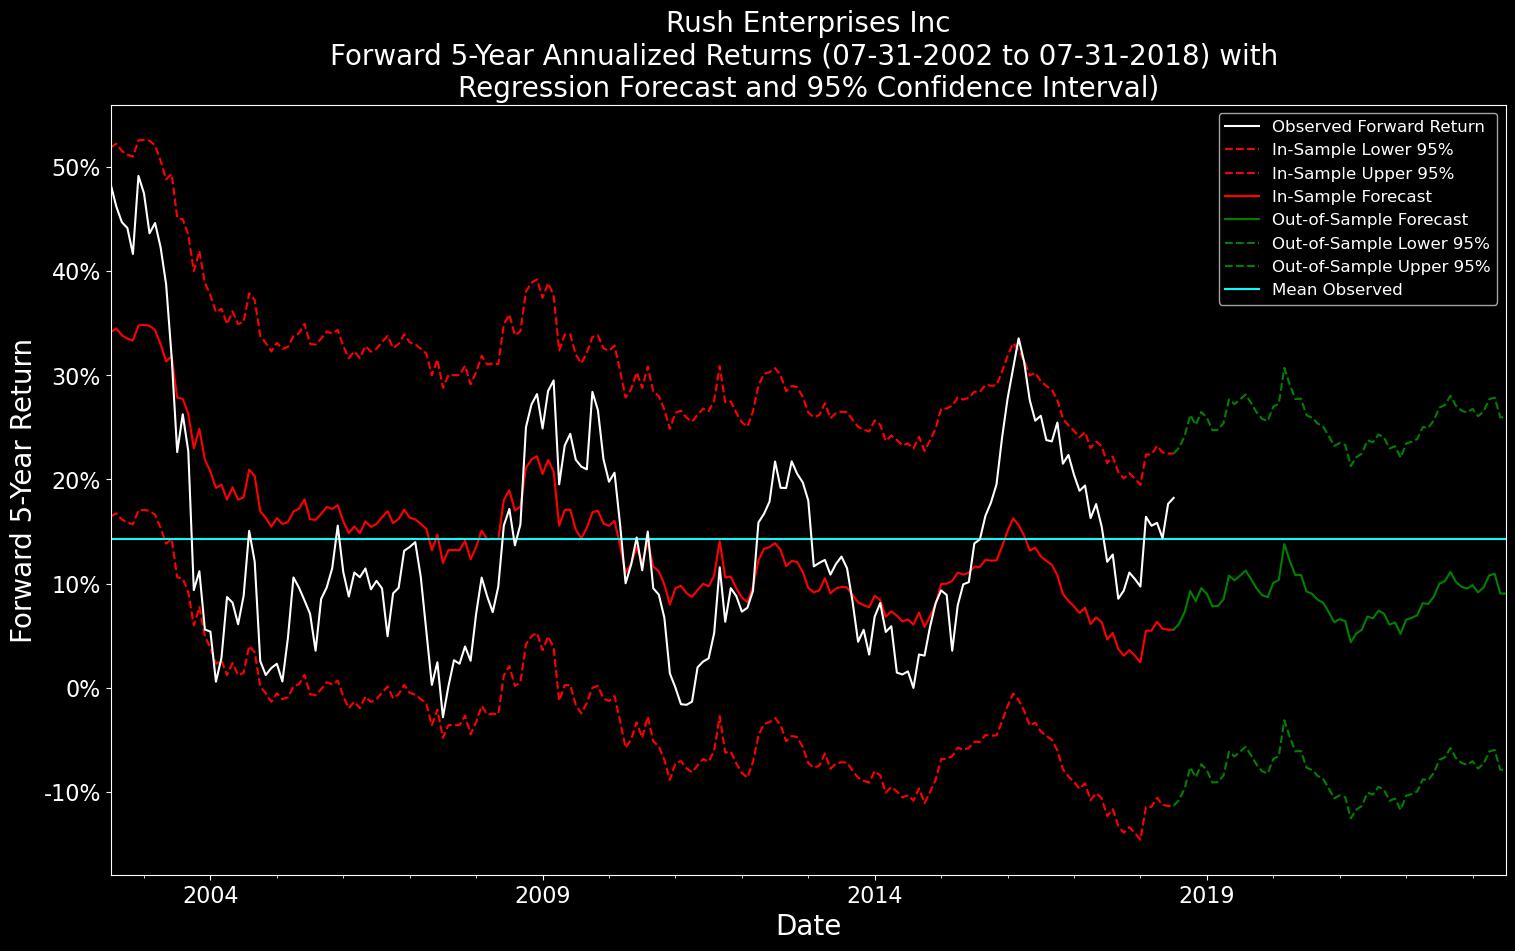 Rush Enterprises Inc
Forward 5-Year Annualized Returns (07-31-2002 to 07-31-2018) with
Regression Forecast and 95% Confidence Interval)
Observed Forward Return
In-Sample Lower 95%
In-Sample Upper 95%
In-Sample Forecast
Out-of-Sample Forecast
Out-of-Sample Lower 95%
Out-of-Sample Upper 95%
Mean Observed
Forward 5-Year Return
50%
40%
30%
20%
10%
0%
-10%
2004
2009
2014
2019
Date